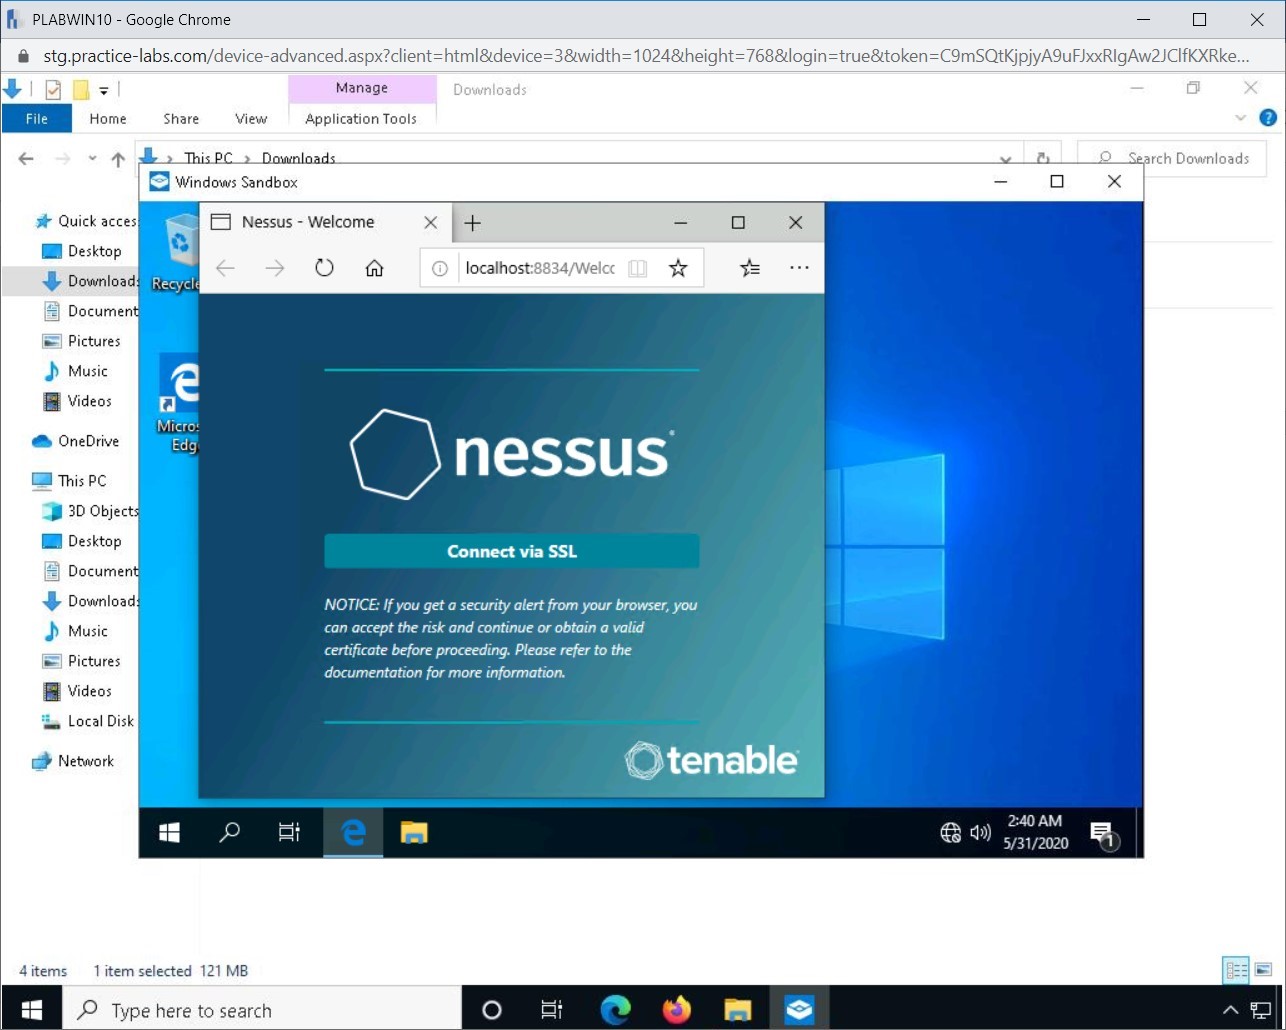 PLABWIN10 - Google Chrome
stg.practice-labs.com/device-advanced.aspx?client=html&device=3&width=1024&height=768&login=true&token=C9mSQtKjpjyA9uFJxxRIgAw2JClfKXRke...
Manage
Downloads
File
Home
Share
View
Application Tools
This PC
Downloads
Search Downloads
Windows Sandbox
Quick acces
Desktop
Download:
Document
Pictures
Music
Videos
OneDrive
This PC
3D Objects
Desktop
Document
Download:
Music
Pictures
Videos
Local Disk
Network
Recycle
Micros
Edg
Nessus - Welcome
localhost:8834/Welcc
nessus
Connect via SSL
NOTICE: If you get a security alert from your browser, you
can accept the risk and continue or obtain a valid
certificate before proceeding. Please refer to the
documentation for more information.
tenable
2:40 AM
5/31/2020
1
4 items
1 item selected 121 MB
Type here to search